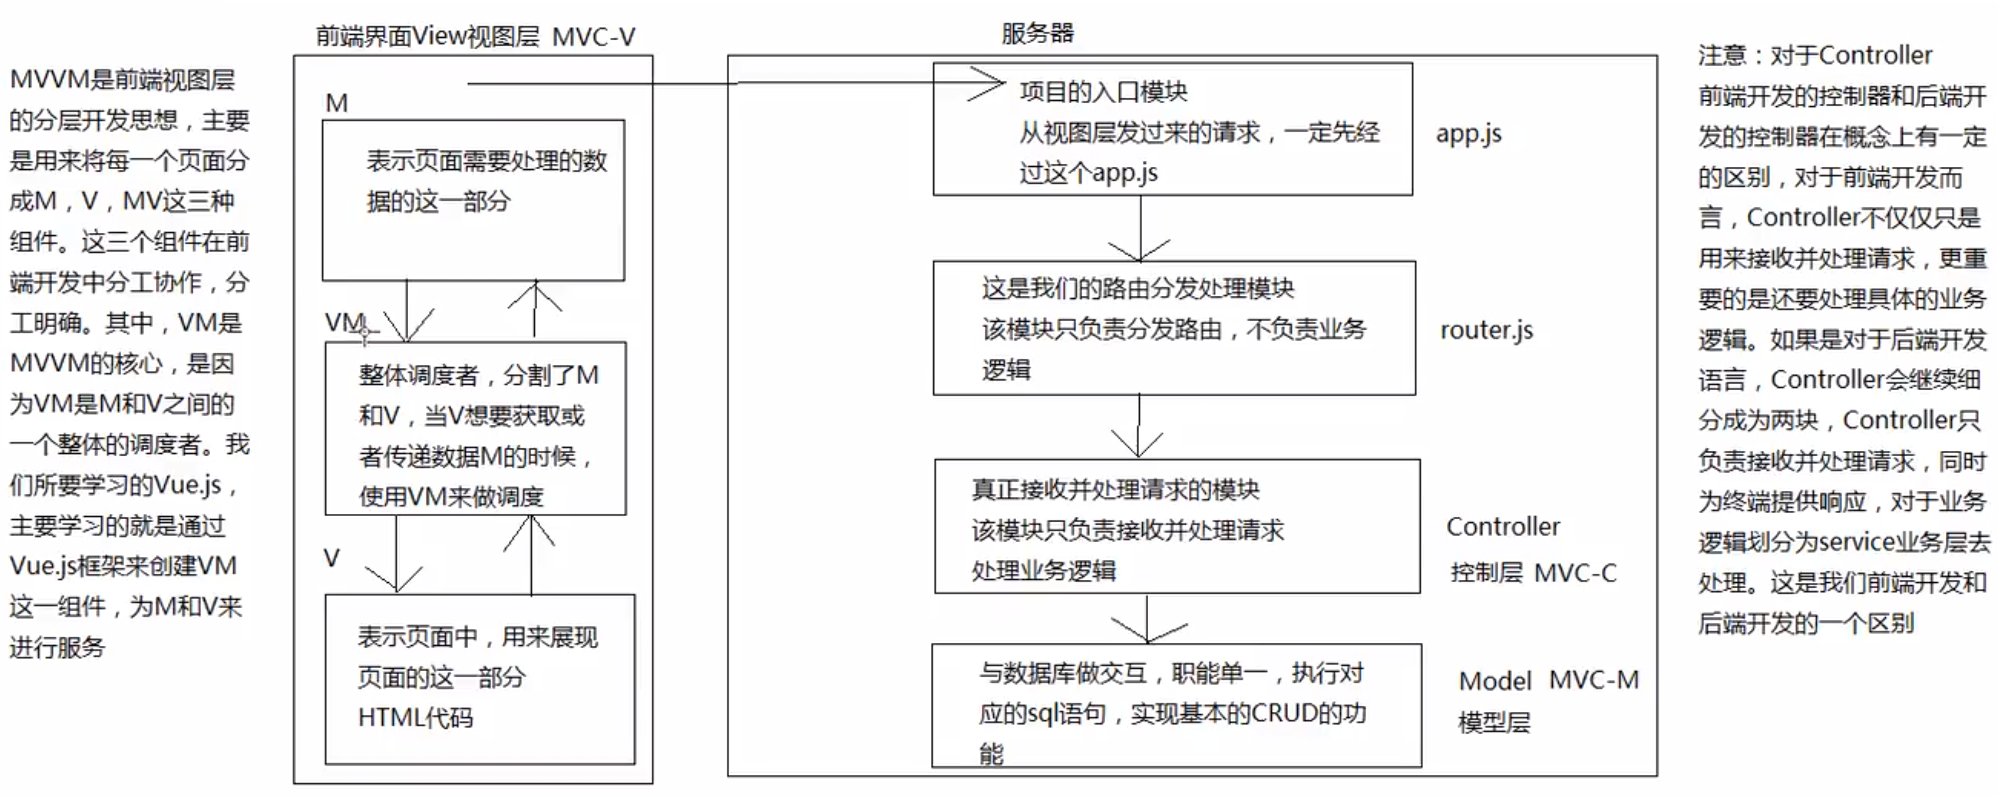 MVVM是前端视图层
的分层开发思想，主要
是用来将每一个页面分
成M，V，MV这三种
组件。这三个组件在前
端开发中分工协作，分
工明确。其中，VM是
MVVM的核心，是因
为VM是M和V之间的
一个整体的调度者。我
们所要学习的Vue.js，
主要学习的就是通过
Vue.js框架来创建VM
这一组件，为M和V来
进行服务
前端界面View视图层 MVC-V
M
表示页面需要处理的数
据的这一部分
VM
整体调度者，分割了M
和V，当V想要获取或
者传递数据M的时候，
使用VM来做调度
V
表示页面中，用来展现
页面的这一部分
HTML代码
服务器
项目的入口模块
从视图层发过来的请求，一定先经
过这个app.js
app.js
这是我们的路由分发处理模块
该模块只负责分发路由，不负责业务
逻辑
router.js
真正接收并处理请求的模块
该模块只负责接收并处理请求
处理业务逻辑
Controller
控制层 MVC-C
与数据库做交互，职能单一，执行对
应的sql语句，实现基本的CRUD的功
能
Model MVC-M
模型层
注意：对于Controller
前端开发的控制器和后端开
发的控制器在概念上有一定
的区别，对于前端开发而
言，Controller不仅仅只是
用来接收并处理请求，更重
要的是还要处理具体的业务
逻辑。如果是对于后端开发
语言，Controller会继续细
分成为两块，Controller只
负责接收并处理请求，同时
为终端提供响应，对于业务
逻辑划分为service业务层去
处理。这是我们前端开发和
后端开发的一个区别